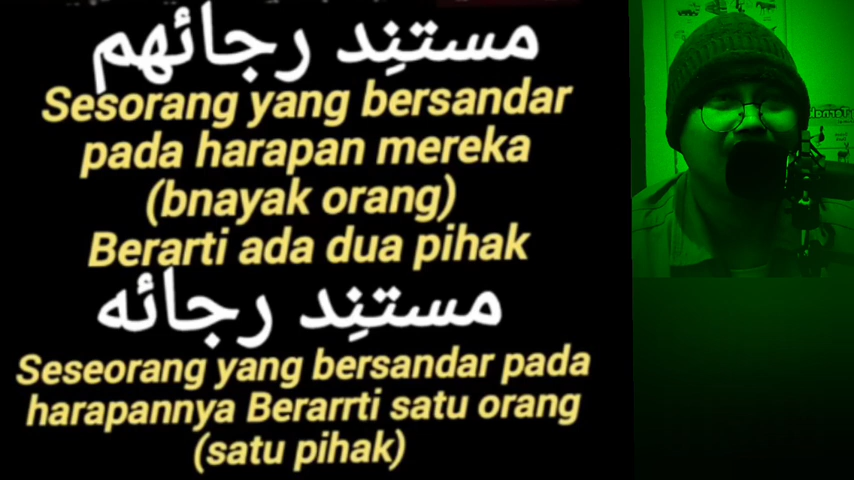 مستنِد رجائهم
Sesorang yang bersandar
pada harapan mereka
(bnayak orang)
Berarti ada dua pihak
مستنِد رجائه
Seseorang yang bersandar pada
harapannya Berarrti satu orang
(satu pihak)